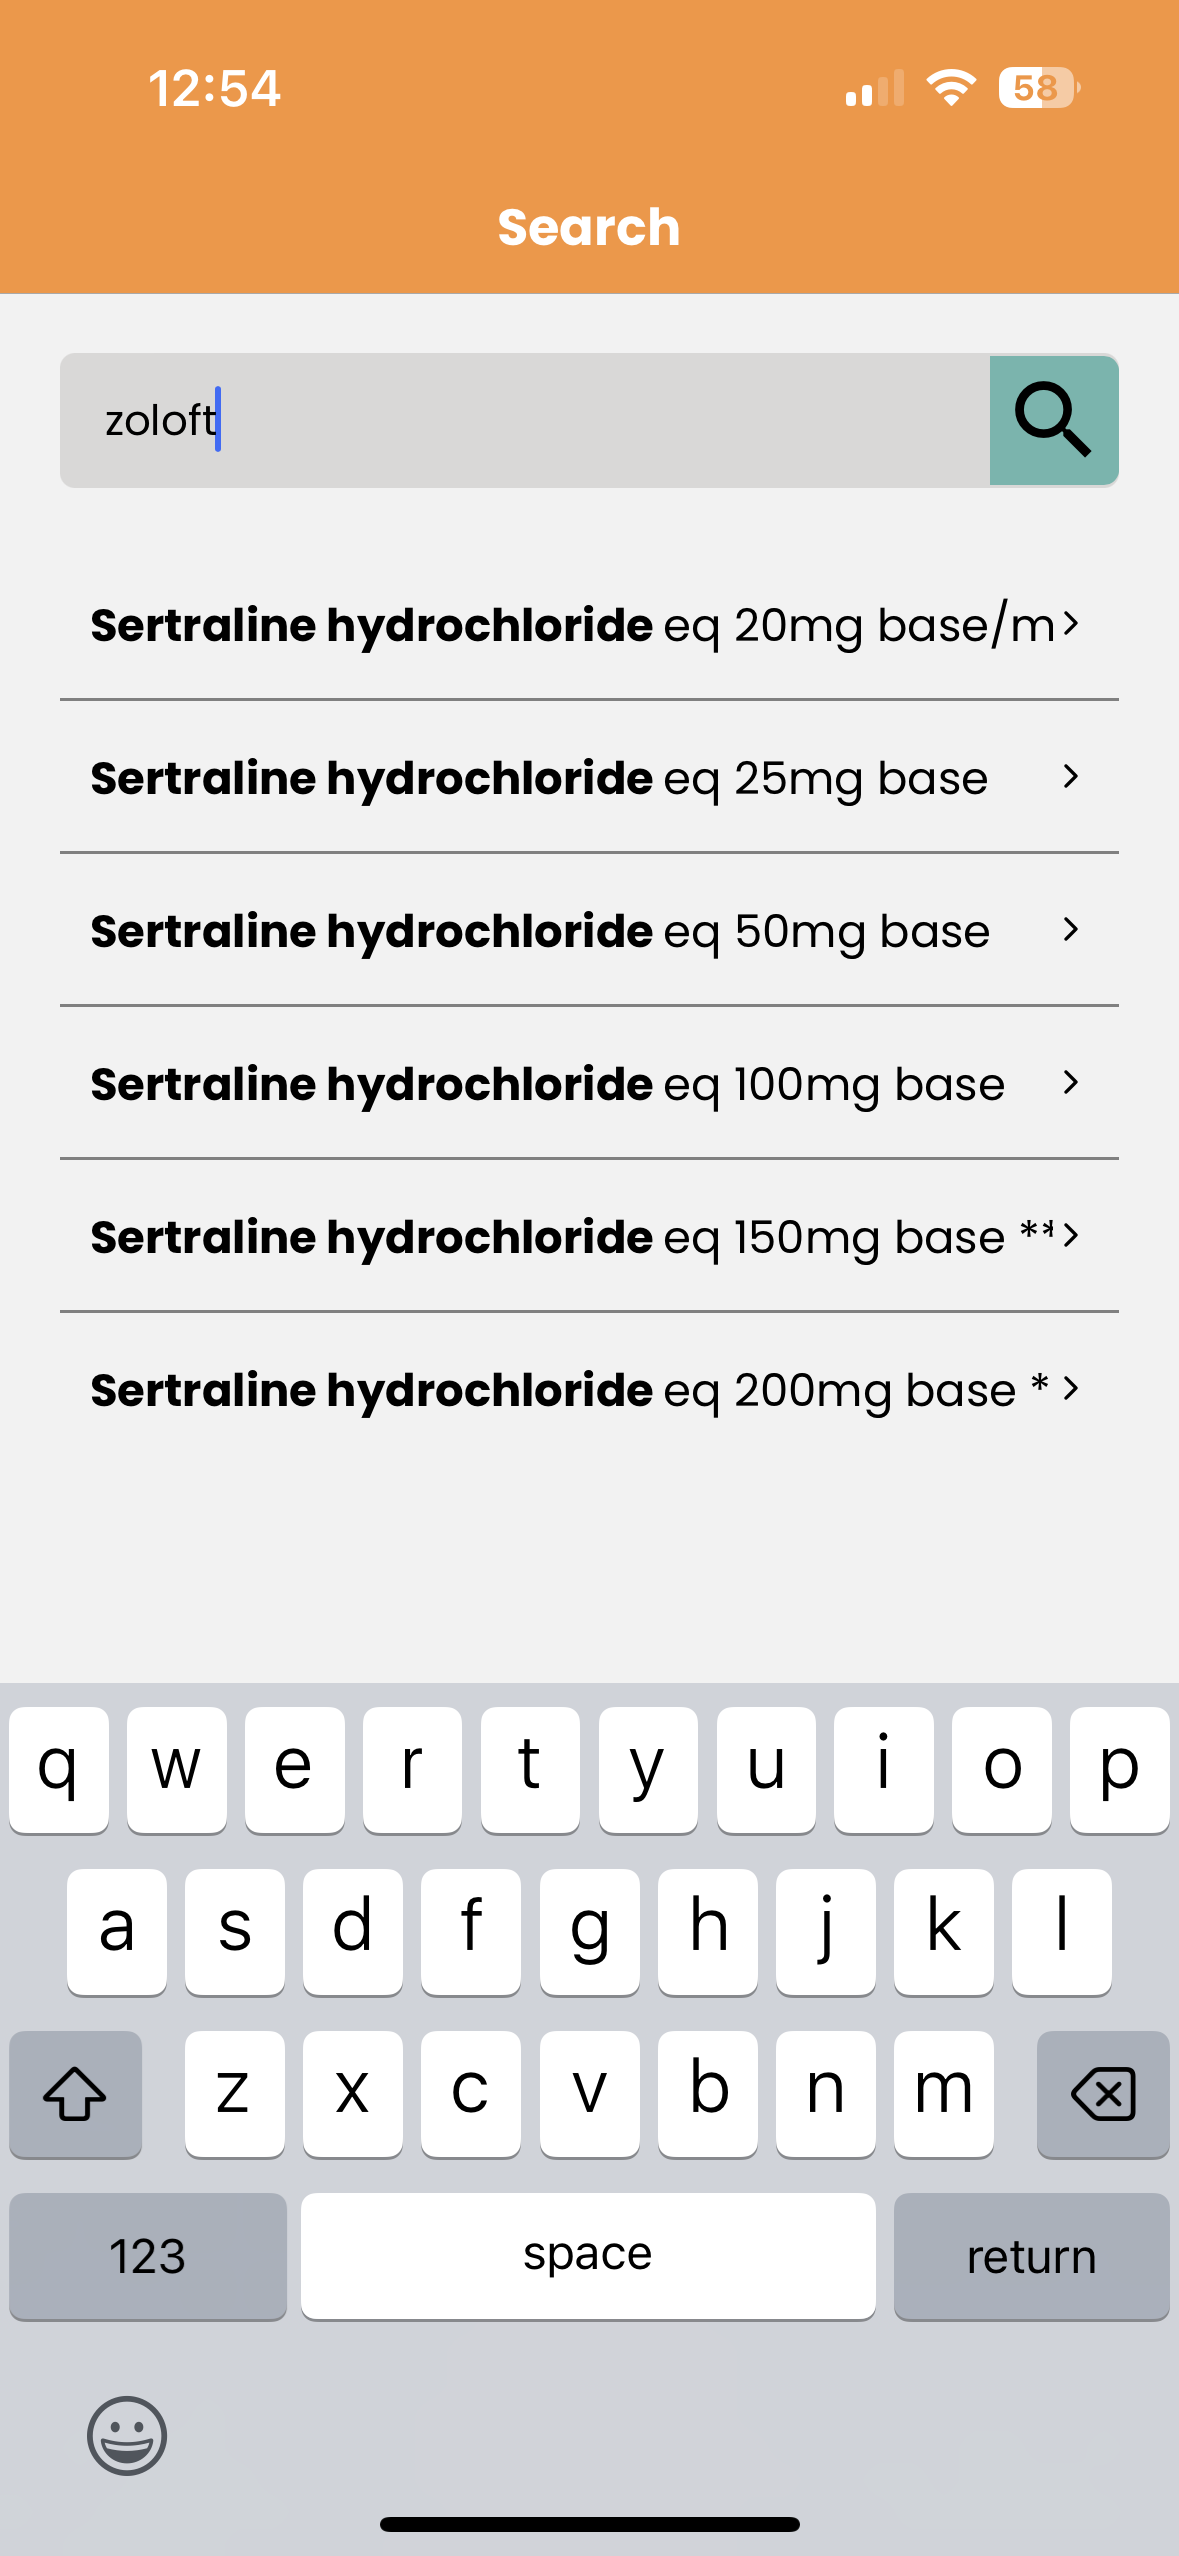 12:54
58
Search
zoloft
Sertraline hydrochloride eq 20mg base/m
Sertraline hydrochloride eq 25mg base
Sertraline hydrochloride eq 50mg base
Sertraline hydrochloride eq 100mg base
Sertraline hydrochloride eq 150mg base **
Sertraline hydrochloride eq 200mg base *
q w e r t y u i o p
a s d f g h j k l
z x c v b n m
123 space return